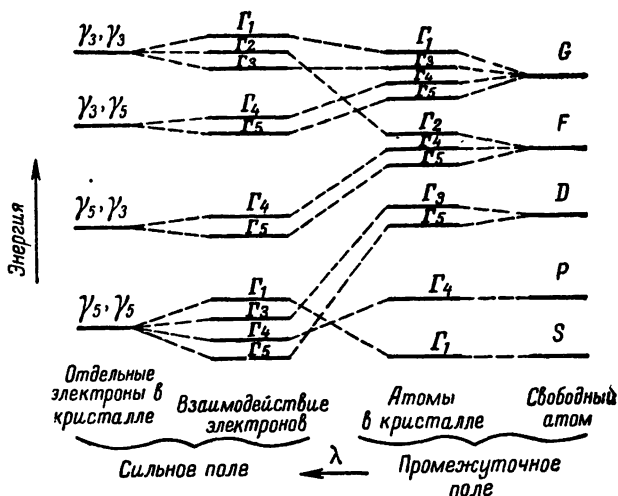 γ₃, γ₃
Γ₁
Γ₂
Γ₃
Γ₁
Γ₃
Γ₄
Γ₅
G
γ₃, γ₅
Γ₄
Γ₅
Γ₂
Γ₄
Γ₅
F
γ₅, γ₃
Γ₄
Γ₅
Γ₃
Γ₅
D
γ₅, γ₅
Γ₁
Γ₃
Γ₄
Γ₅
Γ₄
P
Γ₁
S
Энергия
Отдельные
электроны в
кристалле
Взаимодействие
электронов
Атомы
в кристалле
Свободный
атом
Сильное поле
λ
Промежуточное
поле